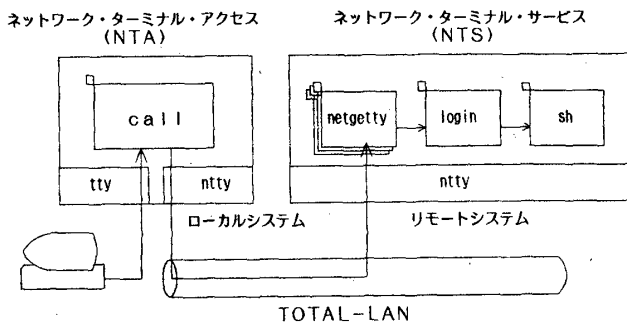 ネットワーク・ターミナル・アクセス
(NTA)
ネットワーク・ターミナル・サービス
(NTS)
call
netgetty
login
sh
tty
ntty
ntty
ローカルシステム
リモートシステム
TOTAL-LAN